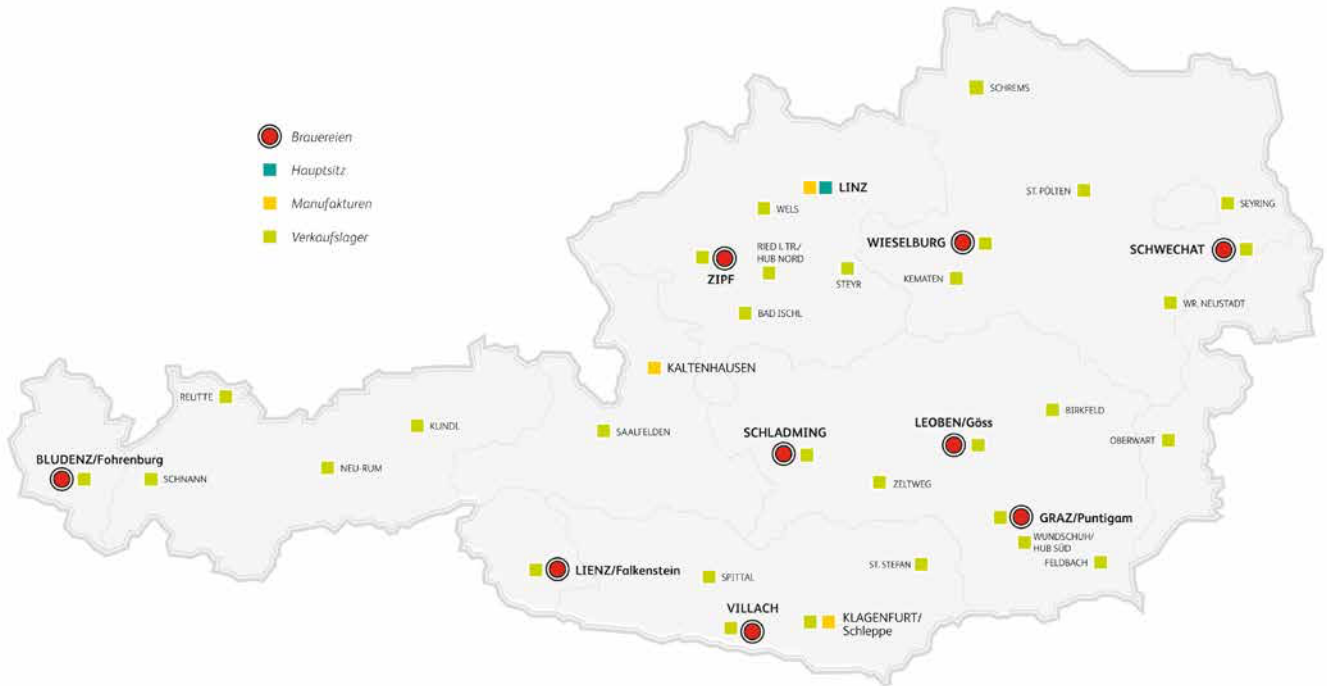 SCHREMS
Brauereien
Hauptsitz
Manufakturen
Verkaufslager
LINZ
ST. PÖLTEN
WELS
SEYRING
RIED I. TR./
HUB NORD
WIESELBURG
SCHWECHAT
ZIPF
STEYR
KEMATEN
BAD ISCHL
WR. NEUSTADT
KALTENHAUSEN
REUTTE
KUNDL
SAALFELDEN
SCHLADMING
LEOBEN/Göss
BIRKFELD
OBERWART
BLUDENZ/Fohrenburg
SCHNANN
NEU-RUM
ZELTWEG
GRAZ/Puntigam
WUNDSCHUH/
HUB SÜD
FELDBACH
LIENZ/Falkenstein
SPITTAL
ST. STEFAN
VILLACH
KLAGENFURT/
Schleppe